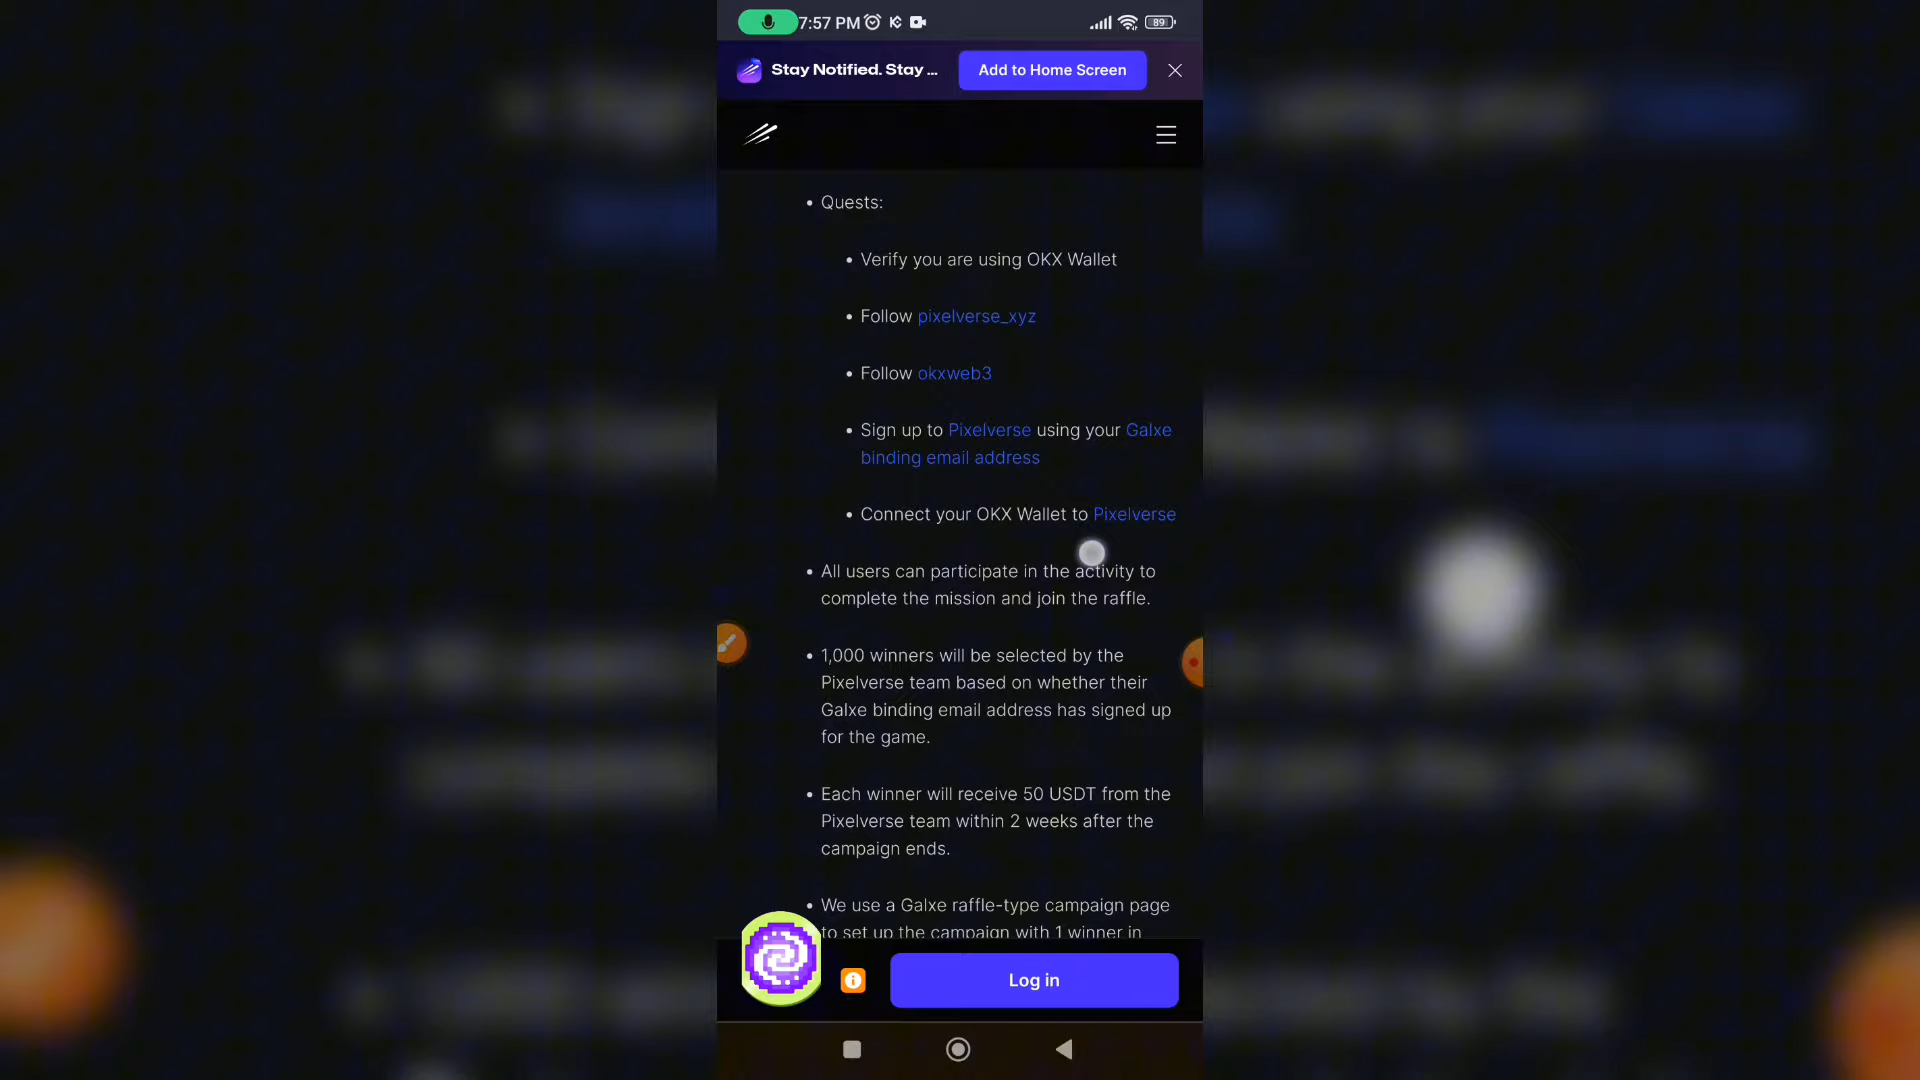 7:57 PM
89
Stay Notified. Stay ...
Add to Home Screen
• Quests:
• Verify you are using OKX Wallet
• Follow pixelverse_xyz
• Follow okxweb3
• Sign up to Pixelverse using your Galxe
binding email address
• Connect your OKX Wallet to Pixelverse
• All users can participate in the activity to
complete the mission and join the raffle.
• 1,000 winners will be selected by the
Pixelverse team based on whether their
Galxe binding email address has signed up
for the game.
• Each winner will receive 50 USDT from the
Pixelverse team within 2 weeks after the
campaign ends.
• We use a Galxe raffle-type campaign page
to set up the campaign with 1 winner in
Log in